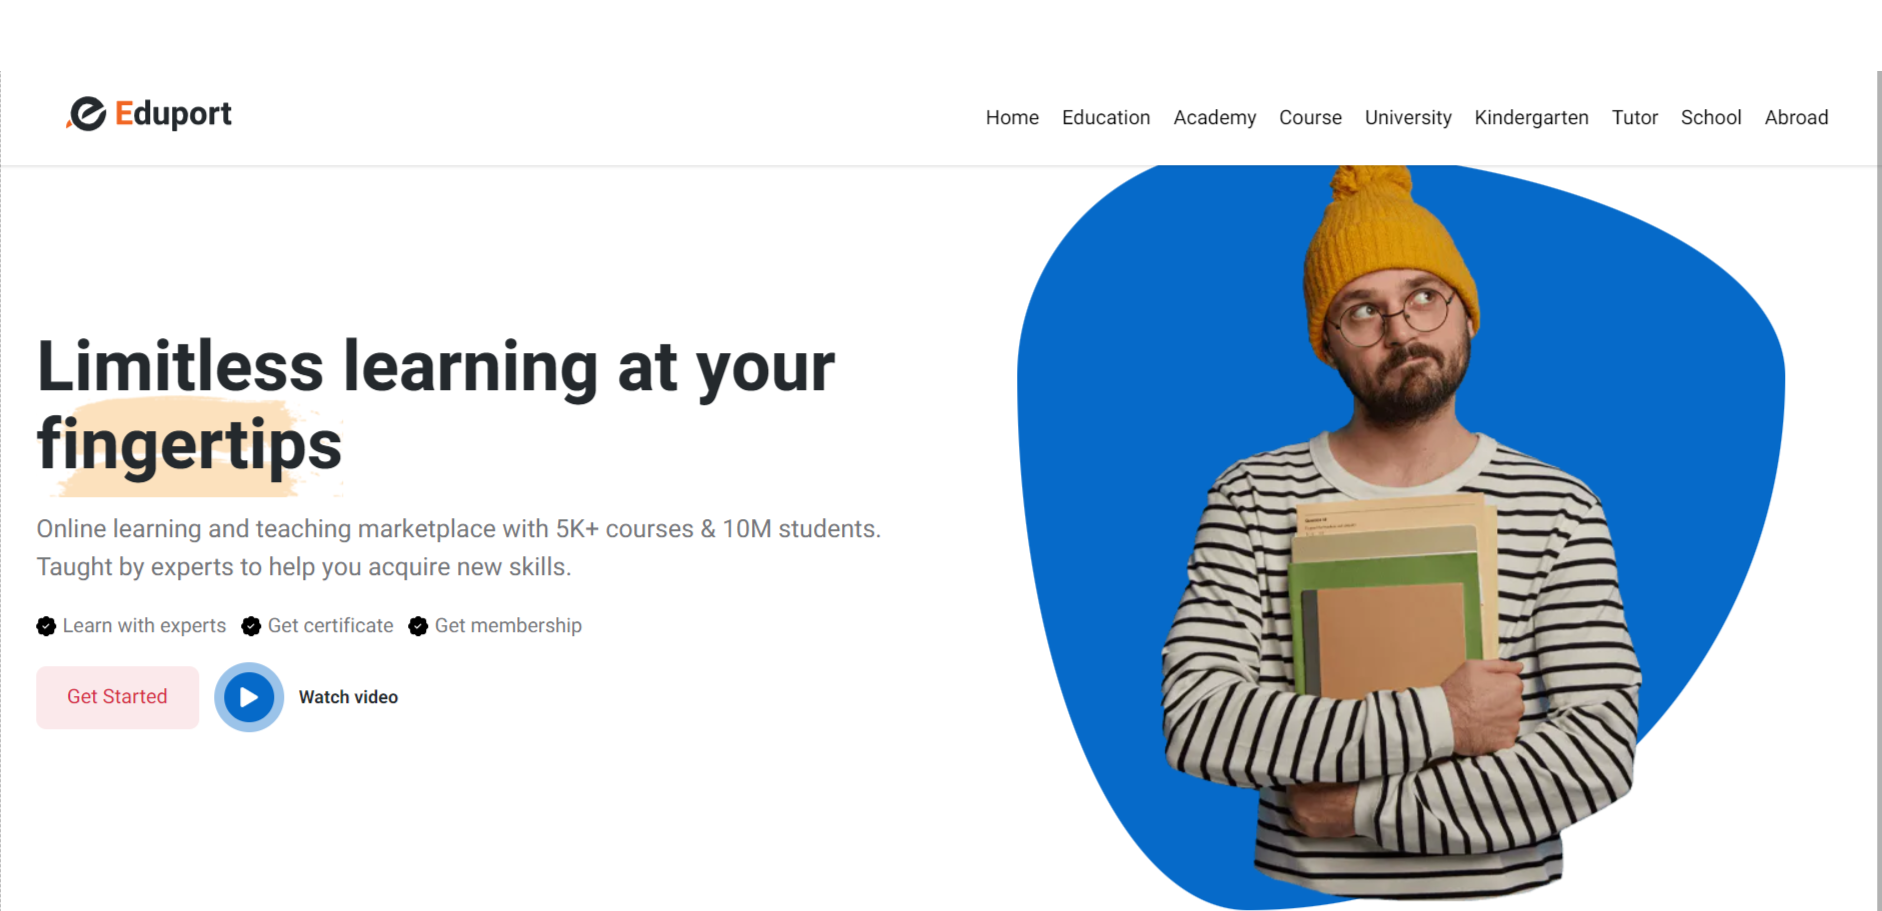 Eduport
Home Education Academy Course University Kindergarten Tutor School Abroad
Limitless learning at your
fingertips
Online learning and teaching marketplace with 5K+ courses & 10M students.
Taught by experts to help you acquire new skills.
Learn with experts Get certificate Get membership
Get Started Watch video